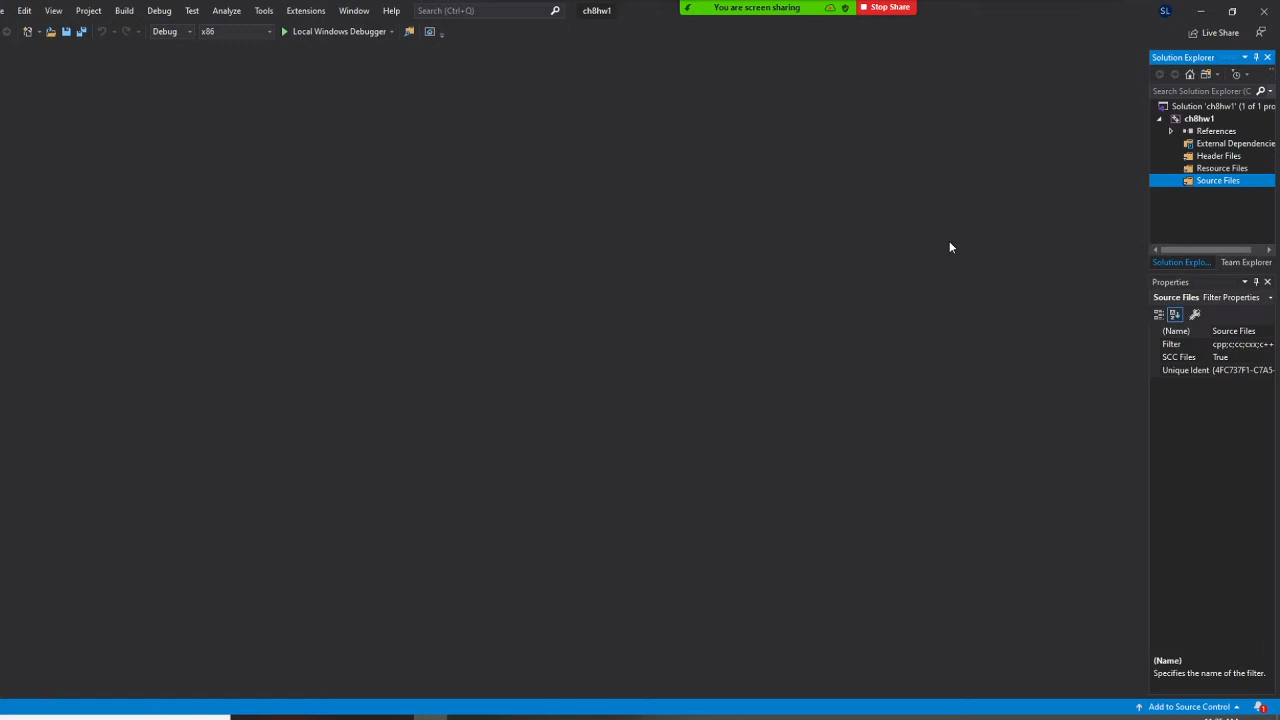 Edit View Project Build Debug Test Analyze Tools Extensions Window Help Search (Ctrl+Q) ch8hw1 You are screen sharing Stop Share SL
Debug x86 Local Windows Debugger Live Share
Solution Explorer
Search Solution Explorer (C
Solution 'ch8hw1' (1 of 1 pro
ch8hw1
References
External Dependencie
Header Files
Resource Files
Source Files
Solution Explo... Team Explorer
Properties
Source Files Filter Properties
(Name) Source Files
Filter cpp;c;cc;cxx;c++
SCC Files True
Unique Ident {4FC737F1-C7A5-
(Name)
Specifies the name of the filter.
Add to Source Control 1